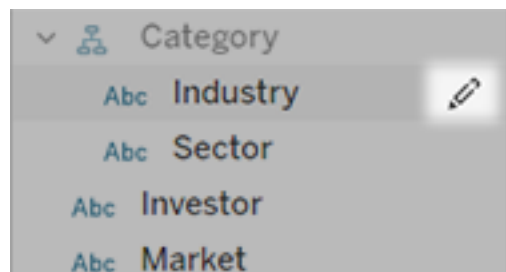 Category
Abc Industry
Abc Sector
Abc Investor
Abc Market